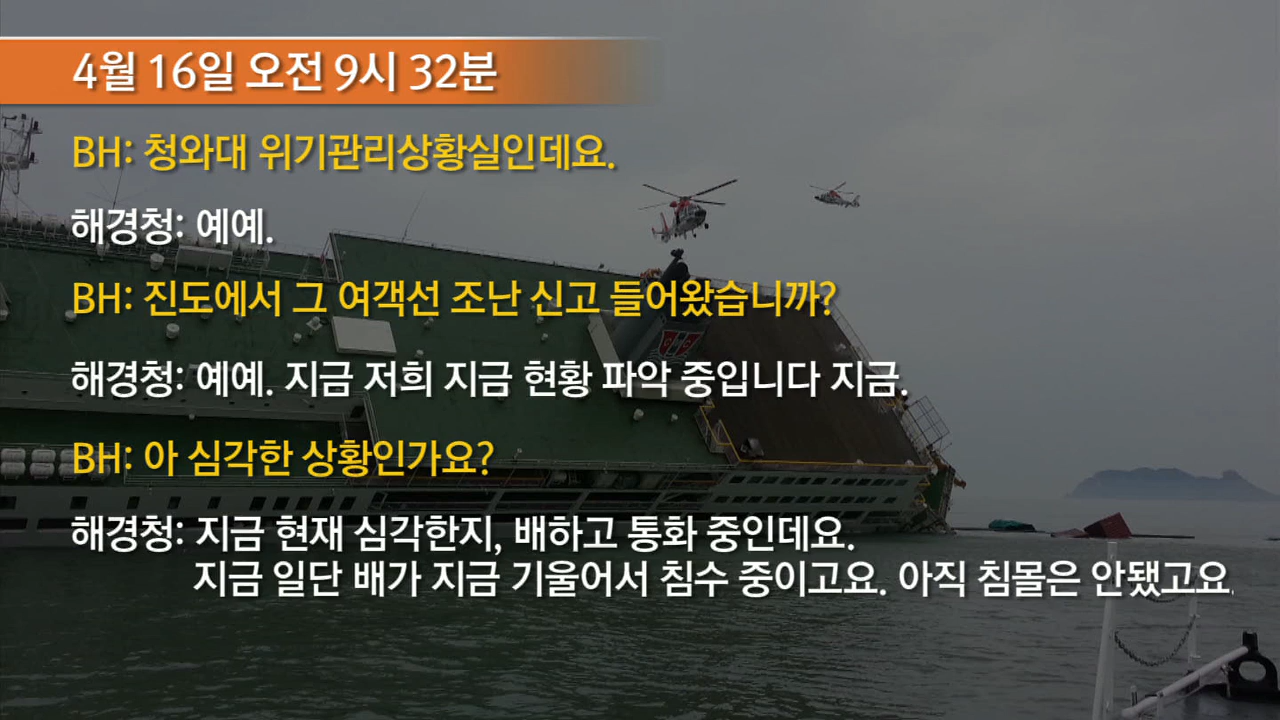 4월 16일 오전 9시 32분
BH: 청와대 위기관리상황실인데요.
해경청: 예예.
BH: 진도에서 그 여객선 조난 신고 들어왔습니까?
해경청: 예예. 지금 저희 지금 현황 파악 중입니다 지금.
BH: 아 심각한 상황인가요?
해경청: 지금 현재 심각한지, 배하고 통화 중인데요.
지금 일단 배가 지금 기울어서 침수 중이고요. 아직 침몰은 안됐고요.